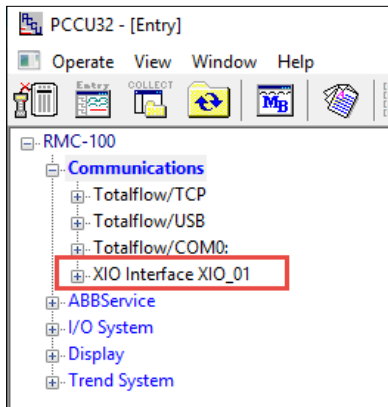 PCCU32 - [Entry]
Operate View Window Help
Entry COLLECT MB
RMC-100
Communications
Totalflow/TCP
Totalflow/USB
Totalflow/COM0:
XIO Interface XIO_01
ABBService
I/O System
Display
Trend System